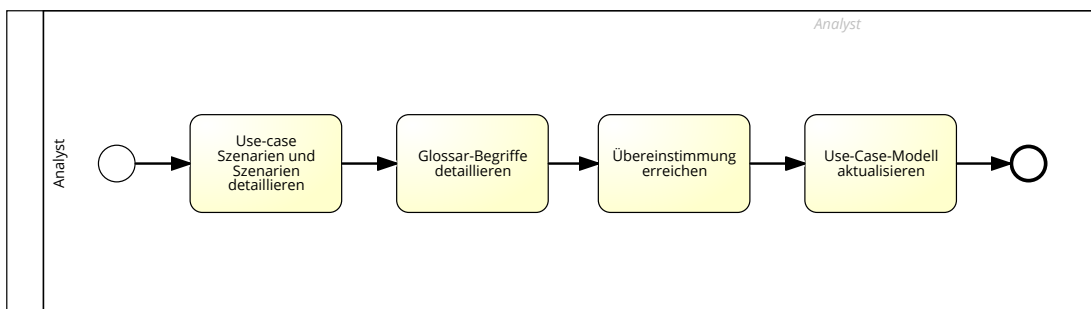 Analyst
Analyst
Use-case
Szenarien und
Szenarien
detaillieren
Glossar-Begriffe
detaillieren
Übereinstimmung
erreichen
Use-Case-Modell
aktualisieren